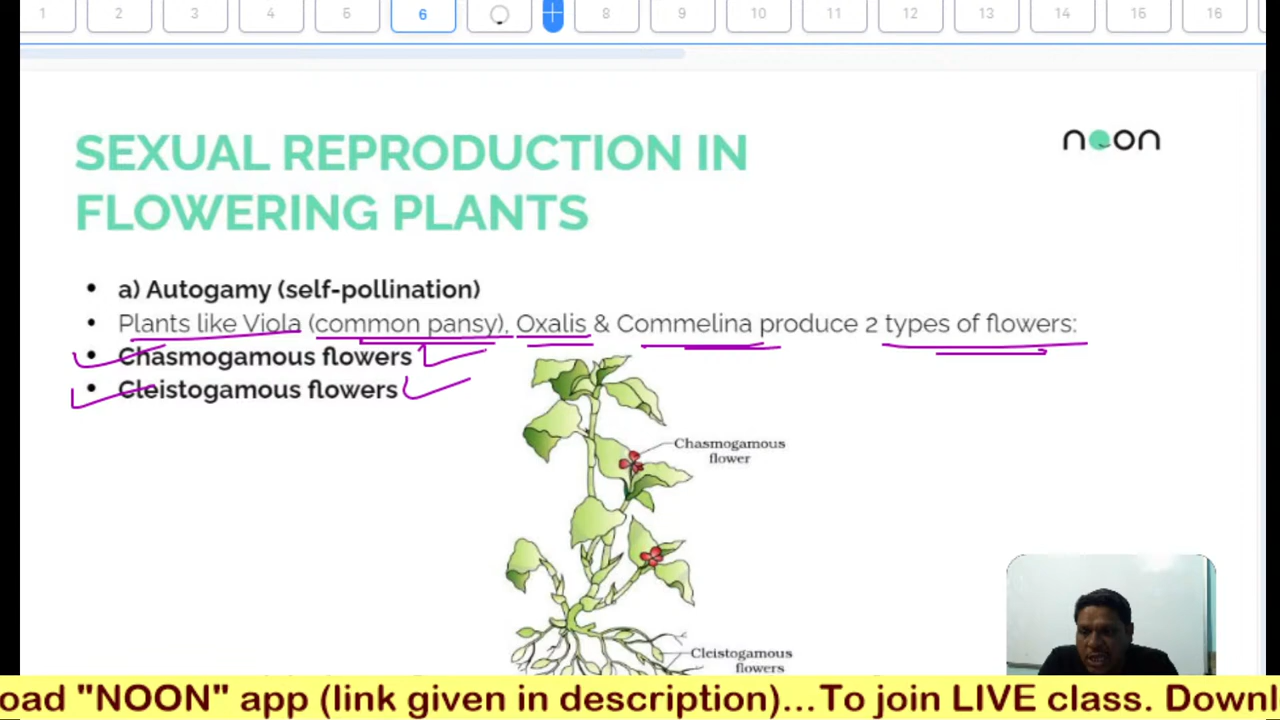 1 2 3 4 5 6 8 9 10 11 12 13 14 15 16
noon
SEXUAL REPRODUCTION IN
FLOWERING PLANTS
• a) Autogamy (self-pollination)
• Plants like Viola (common pansy), Oxalis & Commelina produce 2 types of flowers:
• Chasmogamous flowers
• Cleistogamous flowers
Chasmogamous
flower
Cleistogamous
flowers
oad "NOON" app (link given in description)...To join LIVE class. Downl